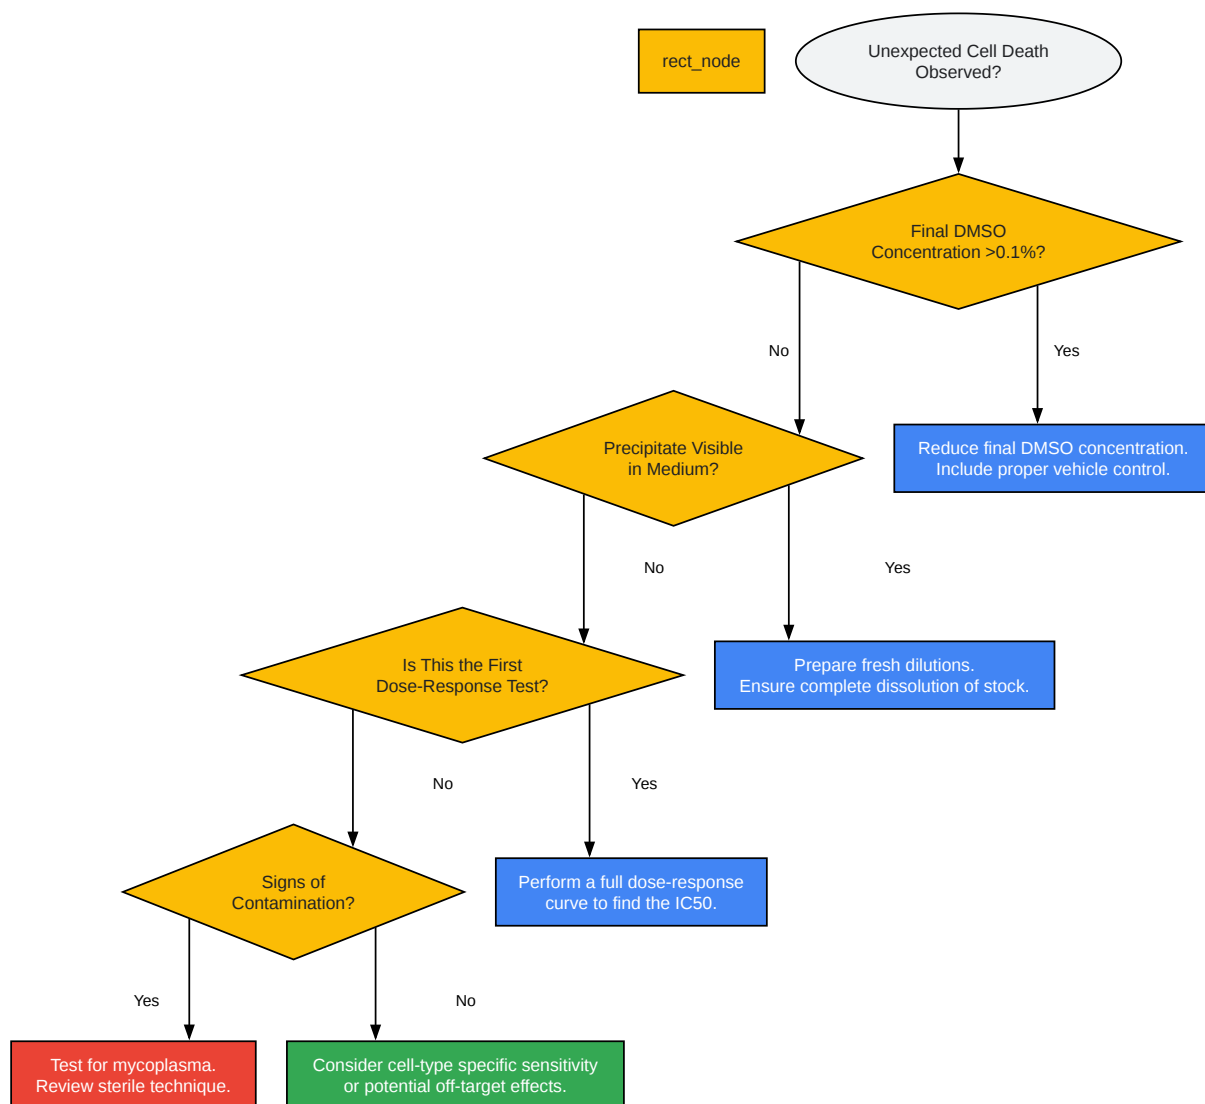 rect_node
Unexpected Cell Death
Observed?
Final DMSO
Concentration >0.1%?
No
Yes
Precipitate Visible
in Medium?
Reduce final DMSO concentration.
Include proper vehicle control.
No
Yes
Is This the First
Dose-Response Test?
Prepare fresh dilutions.
Ensure complete dissolution of stock.
No
Yes
Signs of
Contamination?
Perform a full dose-response
curve to find the IC50.
Yes
No
Test for mycoplasma.
Review sterile technique.
Consider cell-type specific sensitivity
or potential off-target effects.